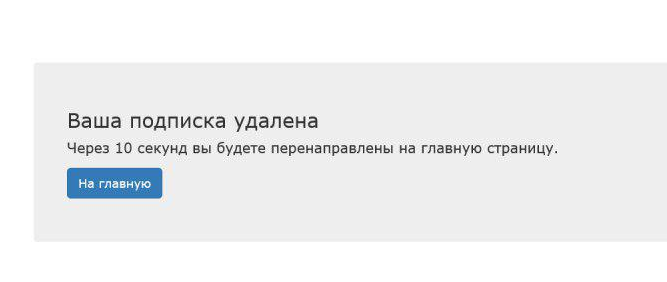 Ваша подписка удалена
Через 10 секунд вы будете перенаправлены на главную страницу.
На главную